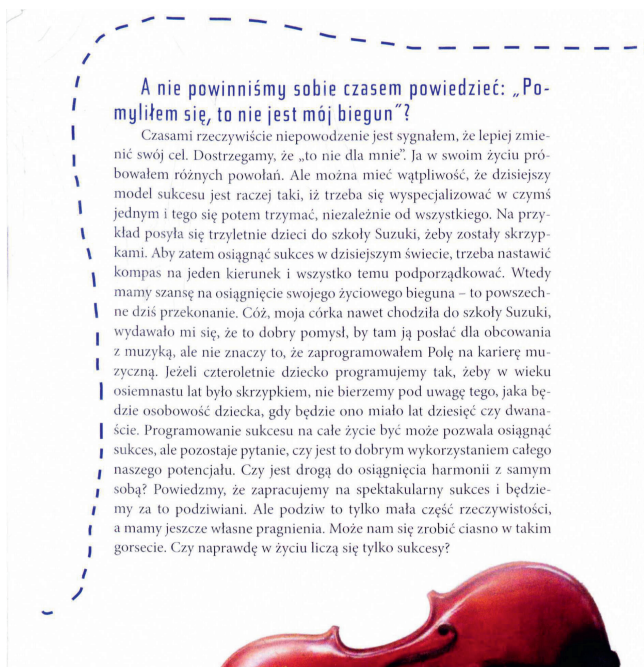 A nie powinniśmy sobie czasem powiedzieć: „Po-
myliłem się, to nie jest mój biegun”?
Czasami rzeczywiście niepowodzenie jest sygnałem, że lepiej zmie-
nić swój cel. Dostrzegamy, że „to nie dla mnie”. Ja w swoim życiu pró-
bowałem różnych powołań. Ale można mieć wątpliwość, że dzisiejszy
model sukcesu jest raczej taki, iż trzeba się wyspecjalizować w czymś
jednym i tego się potem trzymać, niezależnie od wszystkiego. Na przy-
kład posyła się trzyletnie dzieci do szkoły Suzuki, żeby zostały skrzyp-
kami. Aby zatem osiągnąć sukces w dzisiejszym świecie, trzeba nastawić
kompas na jeden kierunek i wszystko temu podporządkować. Wtedy
mamy szansę na osiągnięcie swojego życiowego bieguna – to powszech-
ne dziś przekonanie. Cóż, moja córka nawet chodziła do szkoły Suzuki,
wydawało mi się, że to dobry pomysł, by tam ją posłać dla obcowania
z muzyką, ale nie znaczy to, że zaprogramowałem Polę na karierę mu-
zyczną. Jeżeli czteroletnie dziecko programujemy tak, żeby w wieku
osiemnastu lat było skrzypkiem, nie bierzemy pod uwagę tego, jaka bę-
dzie osobowość dziecka, gdy będzie ono miało lat dziesięć czy dwana-
ście. Programowanie sukcesu na całe życie być może pozwala osiągnąć
sukces, ale pozostaje pytanie, czy jest to dobrym wykorzystaniem całego
naszego potencjału. Czy jest drogą do osiągnięcia harmonii z samym
sobą? Powiedzmy, że zapracujemy na spektakularny sukces i będzie-
my za to podziwiani. Ale podziw to tylko mała część rzeczywistości,
a mamy jeszcze własne pragnienia. Może nam się zrobić ciasno w takim
gorsecie. Czy naprawdę w życiu liczą się tylko sukcesy?